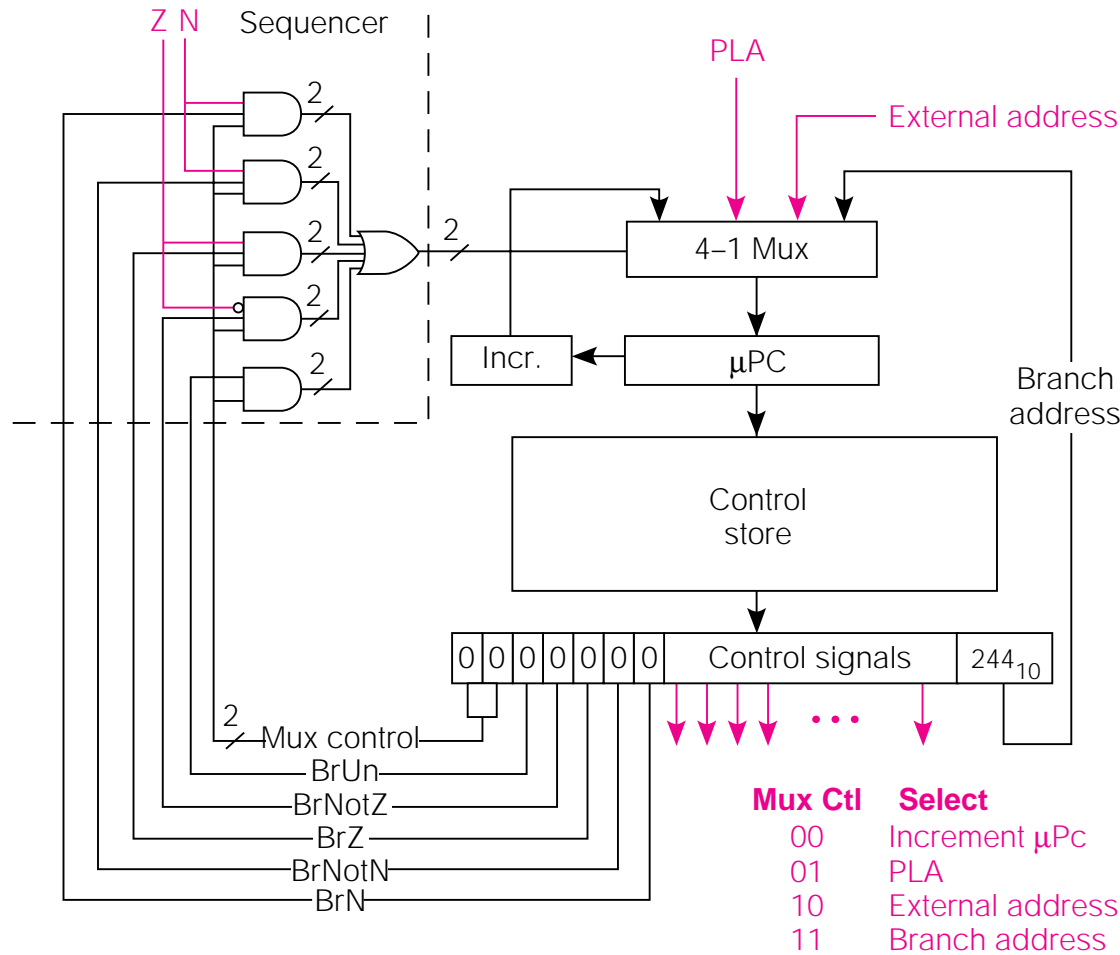 Z N Sequencer
PLA
External address
2
2
2
2
2
2
4–1 Mux
Incr.
μPC
Branch
address
Control
store
0 0 0 0 0 0 0 Control signals 244₁₀
2
Mux control
BrUn
BrNotZ
BrZ
BrNotN
BrN
• • •
Mux Ctl Select
00 Increment μPc
01 PLA
10 External address
11 Branch address